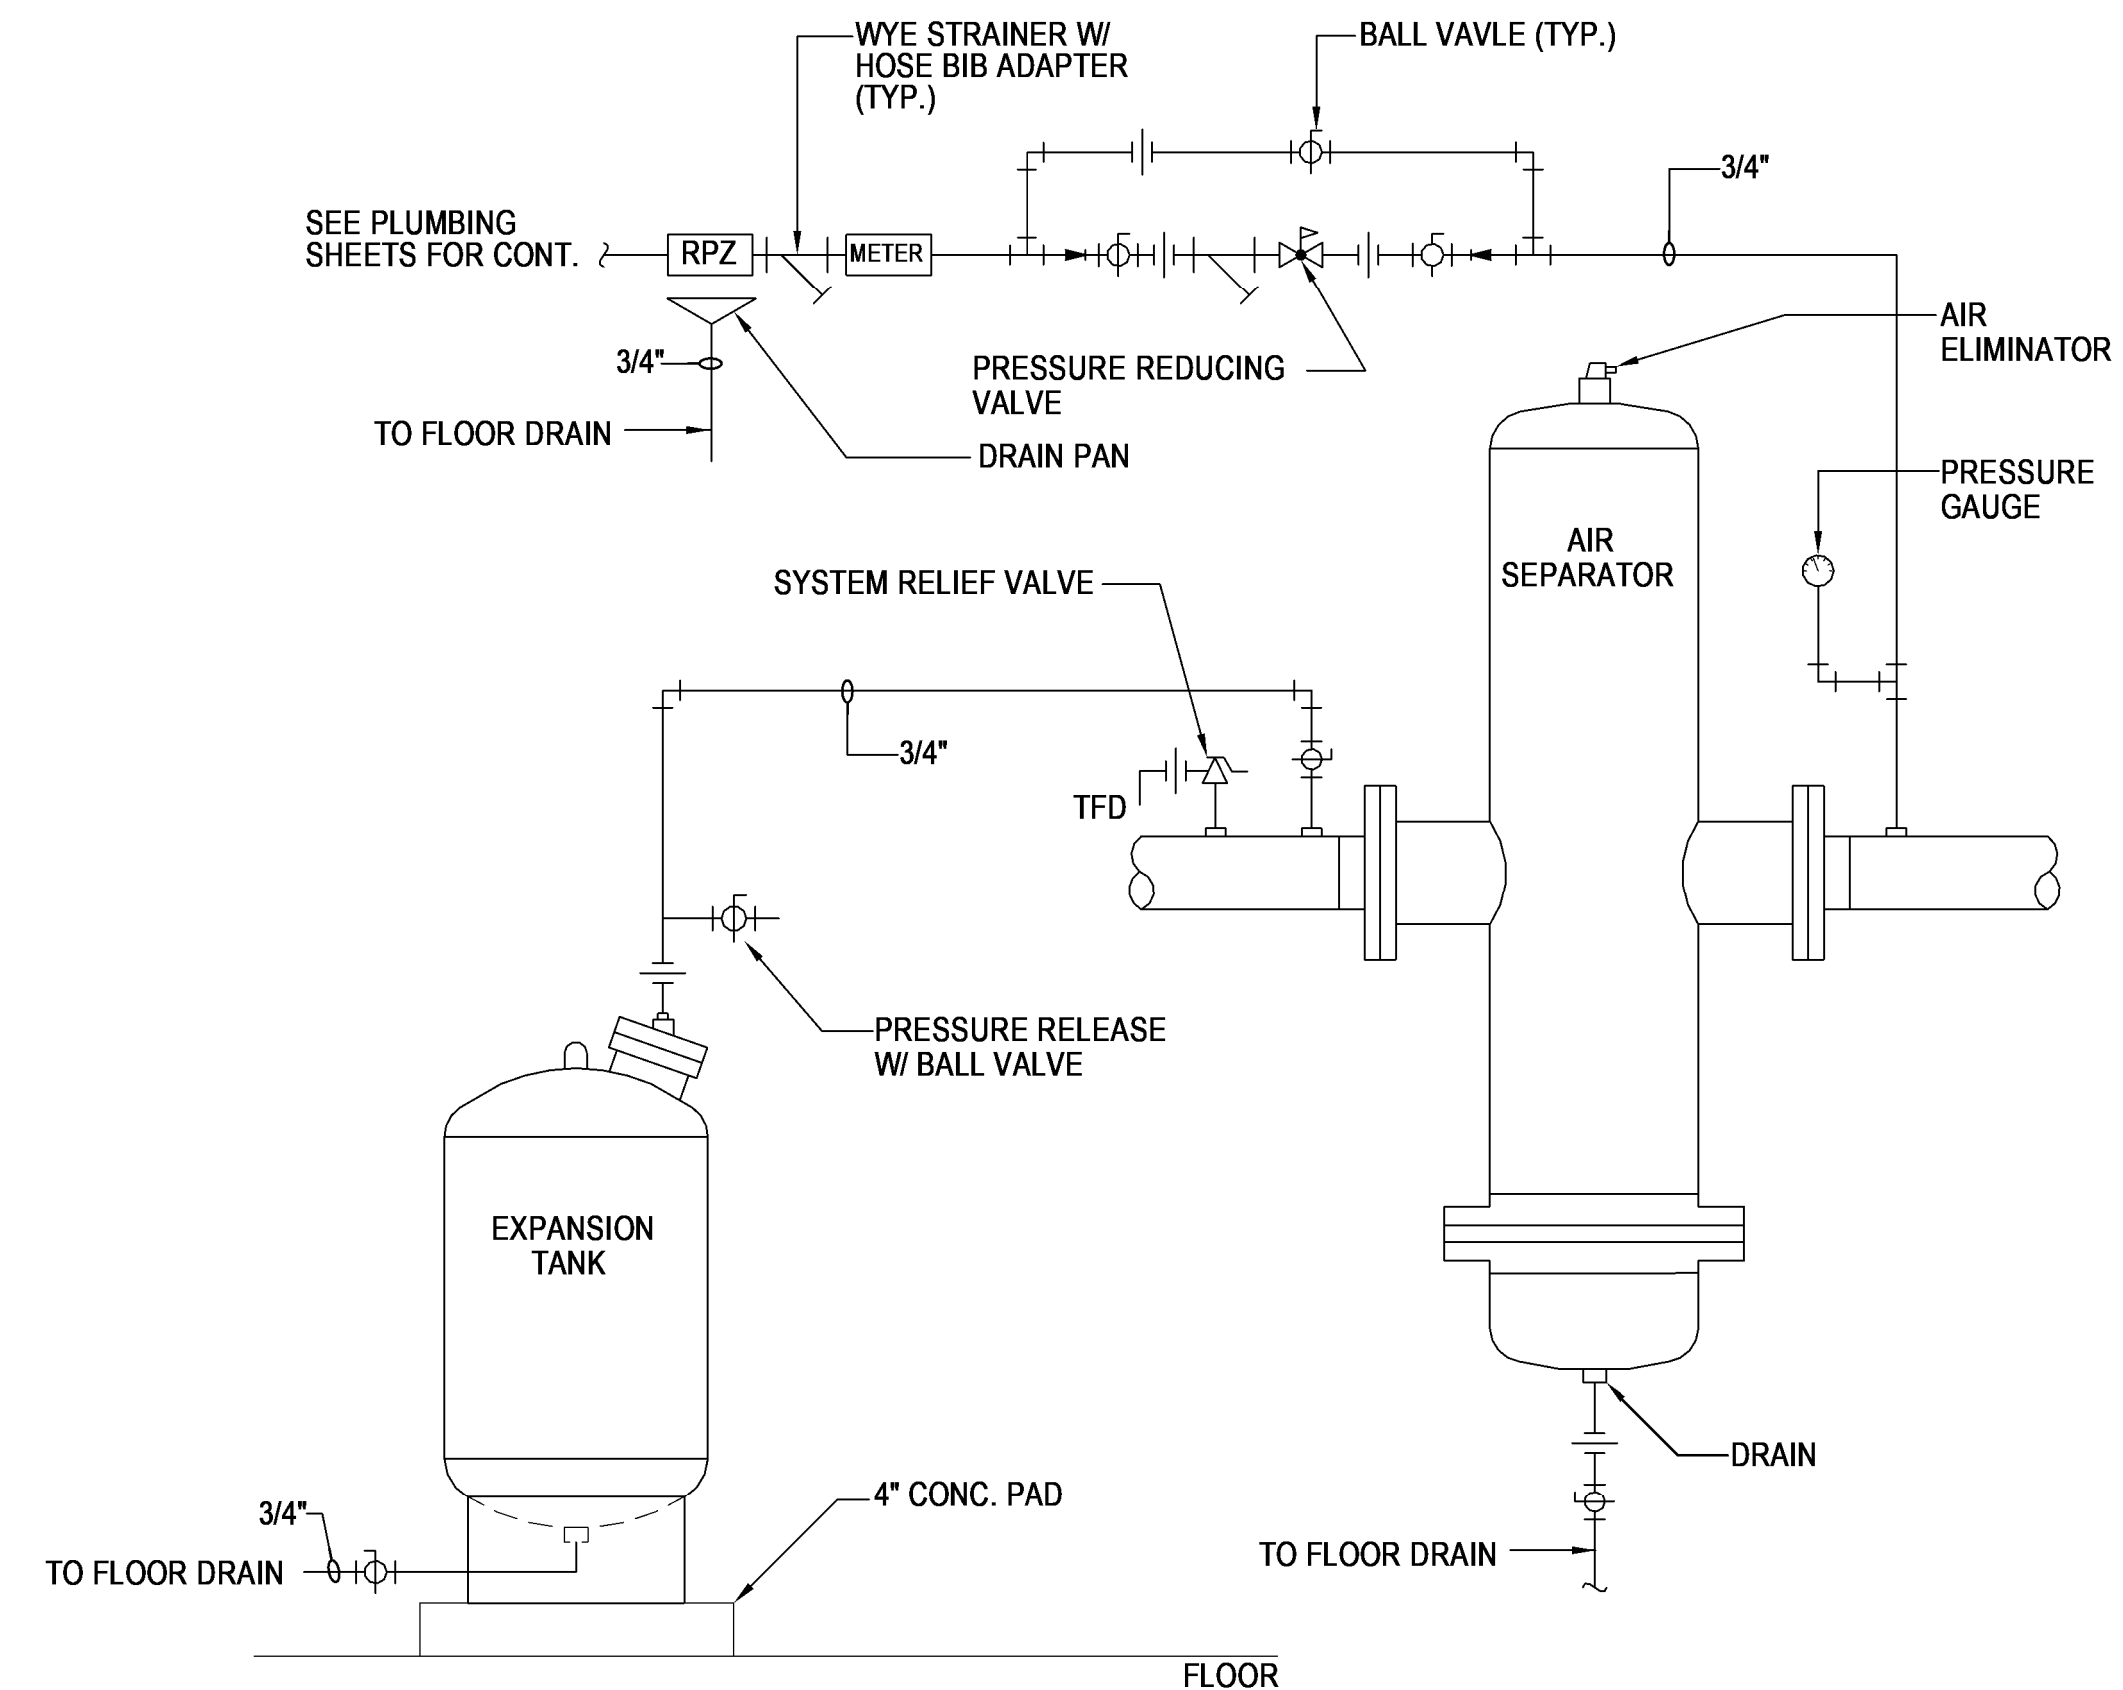 WYE STRAINER W/
HOSE BIB ADAPTER
(TYP.)
BALL VAVLE (TYP.)
3/4"
SEE PLUMBING
SHEETS FOR CONT.
RPZ
METER
AIR
ELIMINATOR
3/4"
PRESSURE REDUCING
VALVE
TO FLOOR DRAIN
DRAIN PAN
PRESSURE
GAUGE
AIR
SEPARATOR
SYSTEM RELIEF VALVE
3/4"
TFD
PRESSURE RELEASE
W/ BALL VALVE
EXPANSION
TANK
DRAIN
4" CONC. PAD
3/4"
TO FLOOR DRAIN
TO FLOOR DRAIN
FLOOR